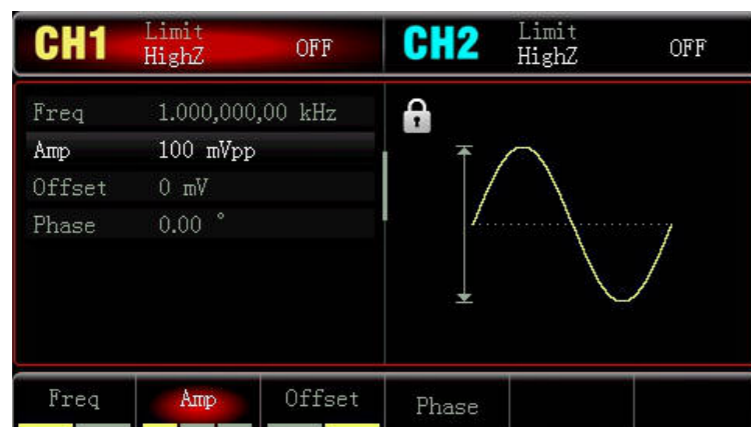 CH1 Limit HighZ OFF
CH2 Limit HighZ OFF
Freq 1.000,000,00 kHz
Amp 100 mVpp
Offset 0 mV
Phase 0.00 °
Freq Amp Offset Phase